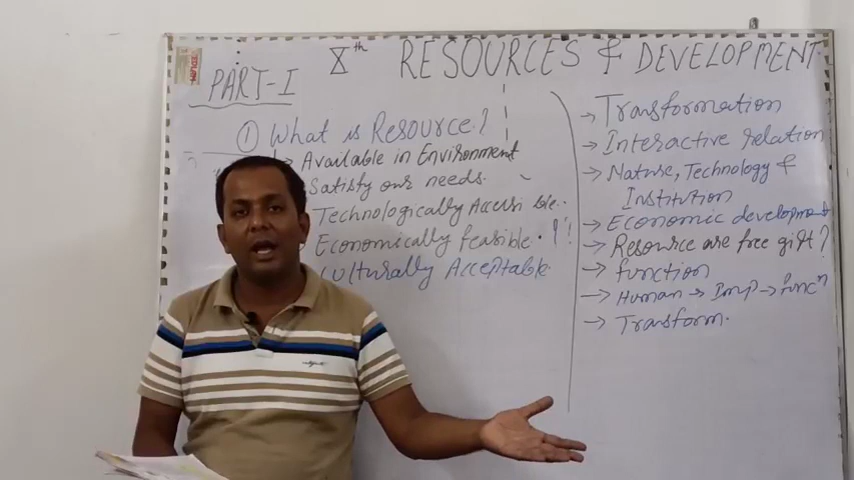 PART-I
Xth
RESOURCES & DEVELOPMENT
① What is Resource?
Available in Environment
Satisfy our needs.
Technologically Accessible.
Economically feasible.
Culturally Acceptable
→ Transformation
→ Interactive relation
→ Nature, Technology &
Institution
→ Economic development
→ Resource are free gift?
→ function
→ Human → Imp → funcn
→ Transform.